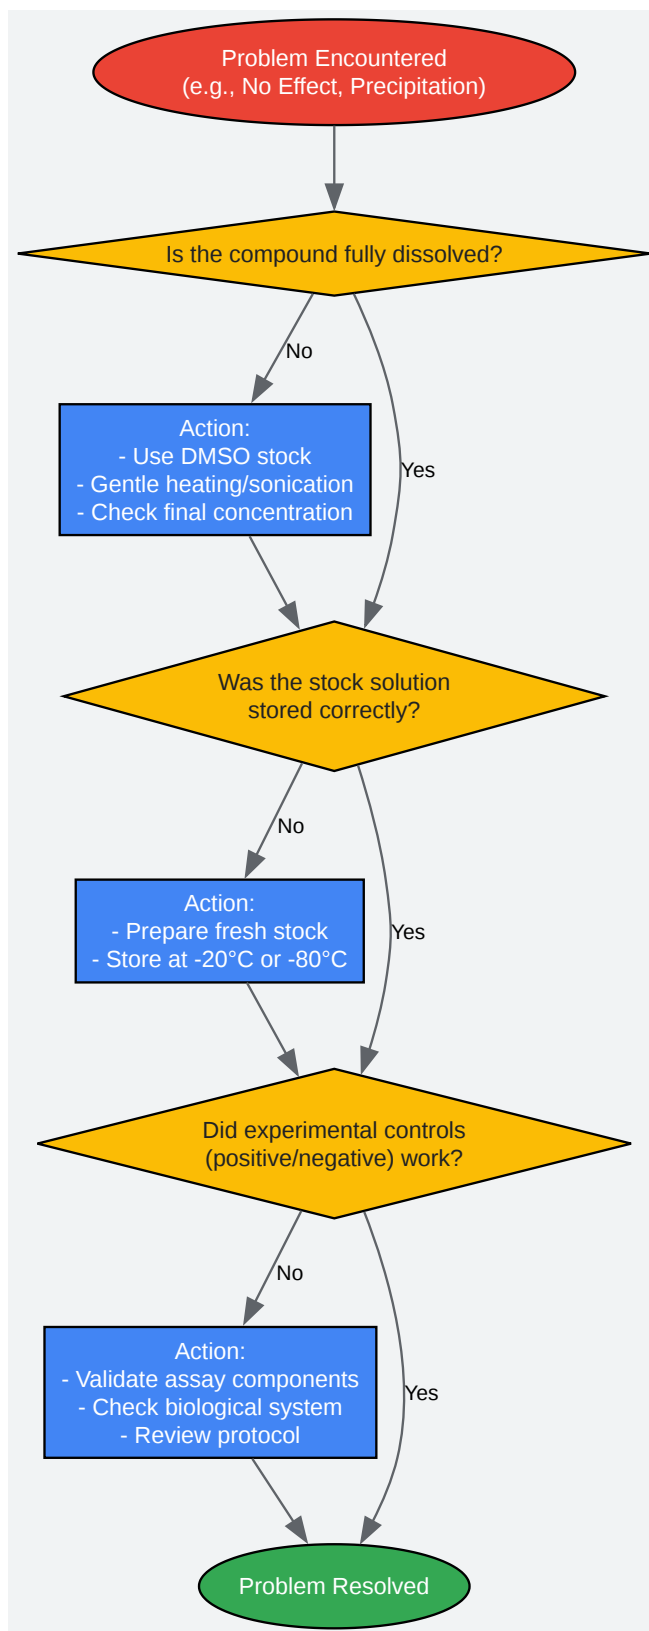 Problem Encountered
(e.g., No Effect, Precipitation)
Is the compound fully dissolved?
No
Action:
- Use DMSO stock
- Gentle heating/sonication
- Check final concentration
Yes
Was the stock solution
stored correctly?
No
Action:
- Prepare fresh stock
- Store at -20°C or -80°C
Yes
Did experimental controls
(positive/negative) work?
No
Action:
- Validate assay components
- Check biological system
- Review protocol
Yes
Problem Resolved